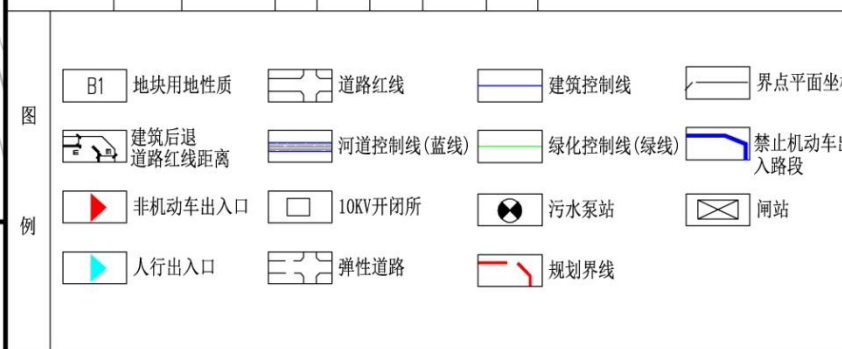 图
例
B1 地块用地性质
道路红线
建筑控制线
界点平面坐
建筑后退
道路红线距离
河道控制线(蓝线)
绿化控制线(绿线)
禁止机动车出
入路段
非机动车出入口
10KV开闭所
污水泵站
闸站
人行出入口
弹性道路
规划界线